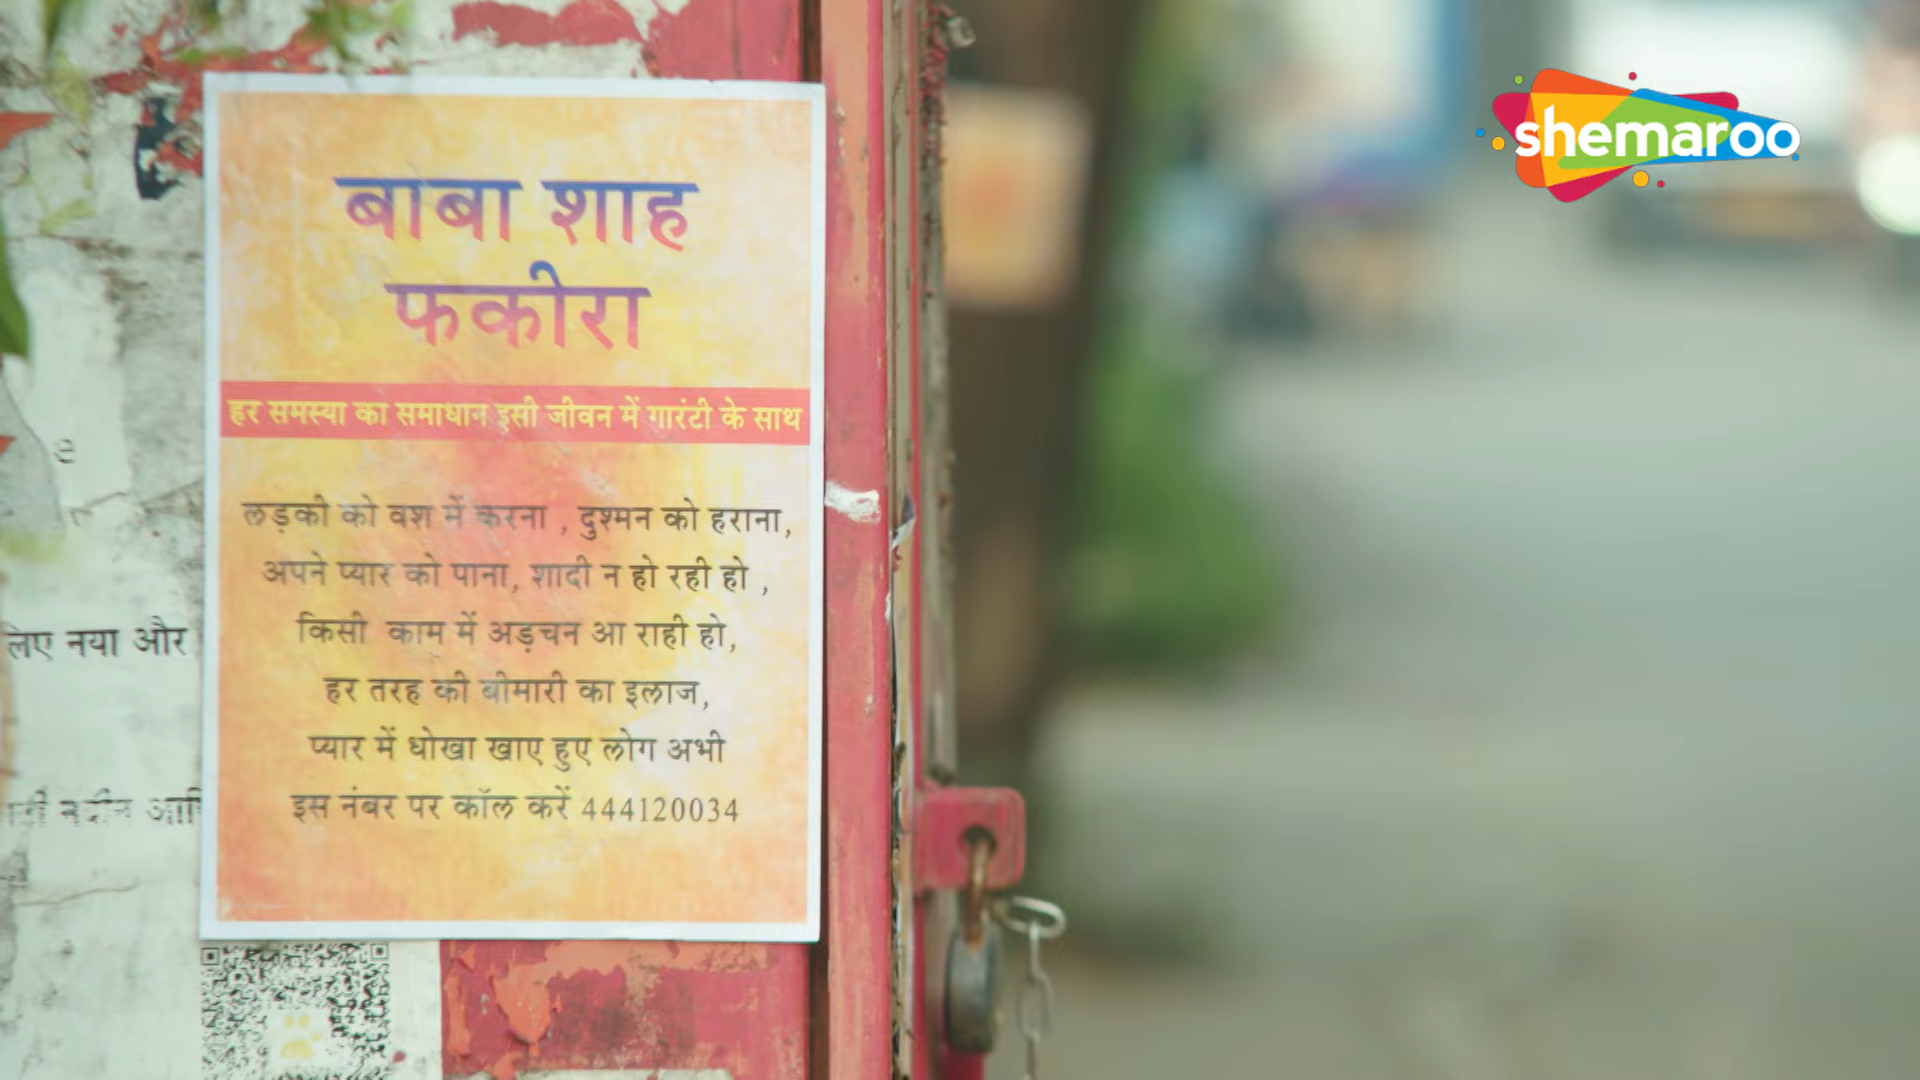 shemaroo
बाबा शाह
फकीरा
हर समस्या का समाधान इसी जीवन में गारंटी के साथ
लड़की को वश में करना , दुश्मन को हराना,
अपने प्यार को पाना, शादी न हो रही हो ,
किसी काम में अड़चन आ राही हो,
हर तरह की बीमारी का इलाज,
प्यार में धोखा खाए हुए लोग अभी
इस नंबर पर कॉल करें 444120034
लिए नया और